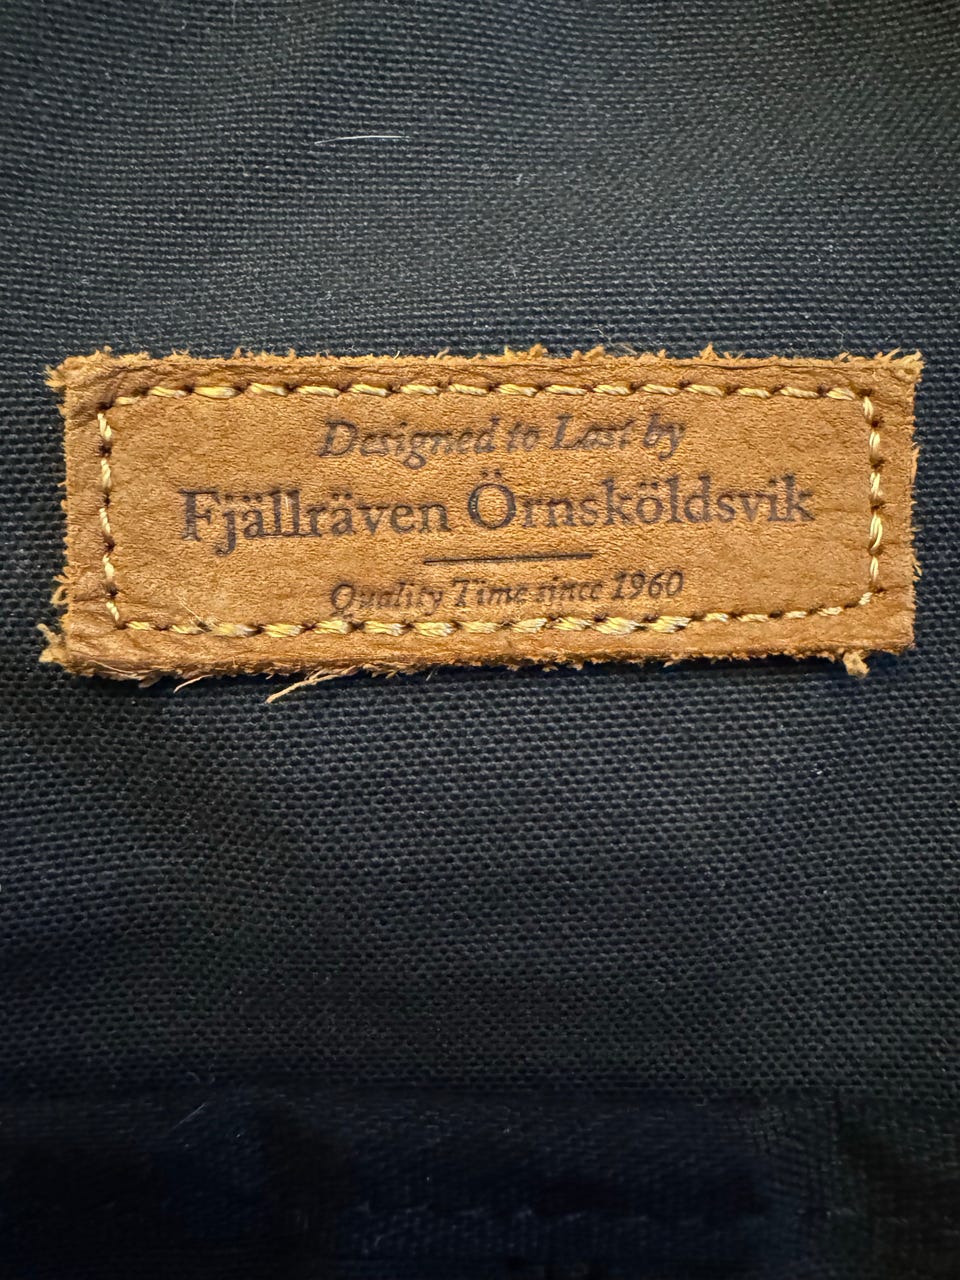 Designed to Last by
Fjällräven Örnsköldsvik
Quality Time since 1960